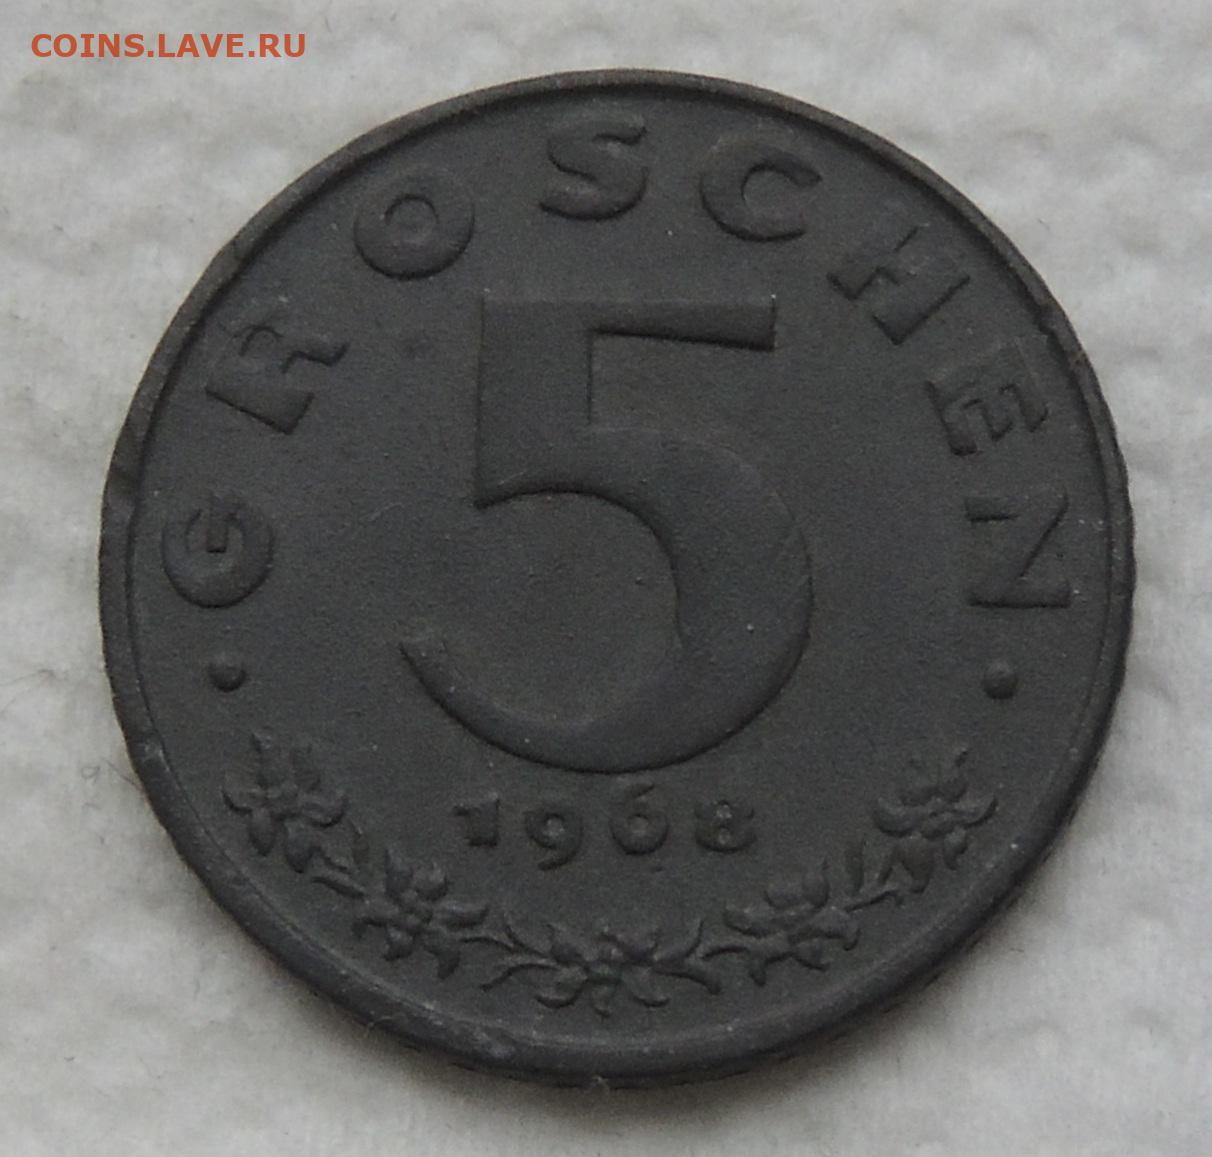 COINS.LAVE.RU
· GROSCHEN ·
5
1968